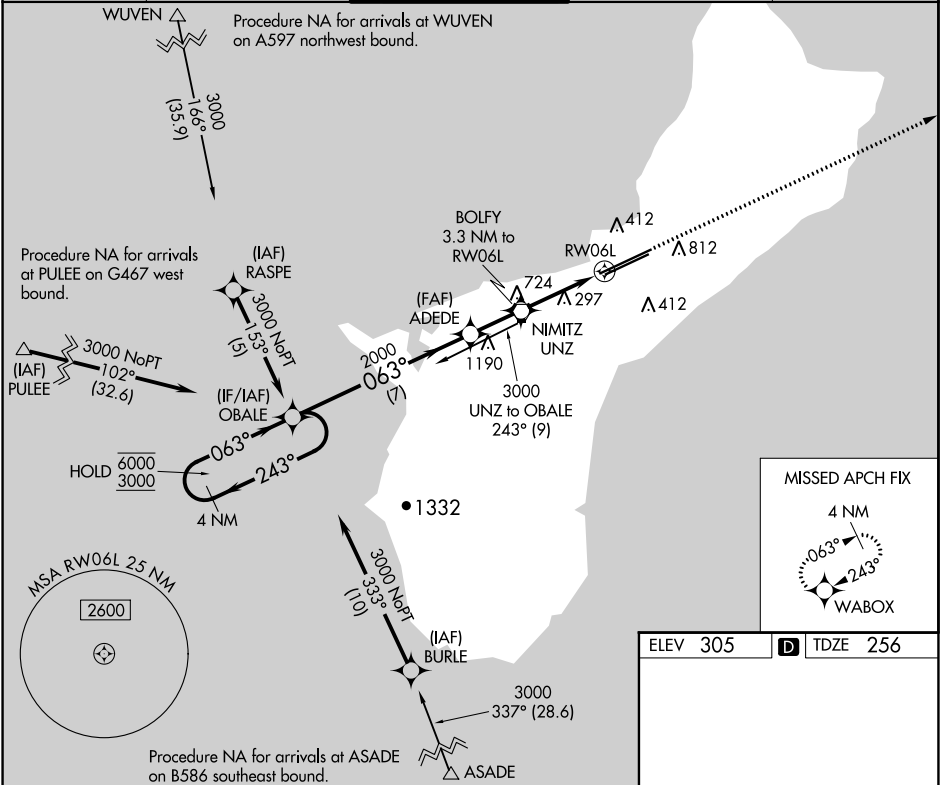 WUVEN
Procedure NA for arrivals at WUVEN
on A597 northwest bound.
3000
166°
(35.9)
BOLFY
3.3 NM to
RW06L
412
RW06L
812
Procedure NA for arrivals
at PULEE on G467 west
bound.
(IAF)
RASPE
724
297
412
(FAF)
ADEDE
NIMITZ
UNZ
3000 NoPT
153°
(5)
1190
(IAF)
PULEE
3000 NoPT
102°
(32.6)
2000
063°
(7)
3000
UNZ to OBALE
243° (9)
(IF/IAF)
OBALE
063°
243°
HOLD
6000
3000
4 NM
1332
MISSED APCH FIX
4 NM
063°
243°
WABOX
MSA RW06L 25 NM
2600
3000 NoPT
333°
(10)
(IAF)
BURLE
ELEV 305
D
TDZE 256
3000
337° (28.6)
Procedure NA for arrivals at ASADE
on B586 southeast bound.
ASADE